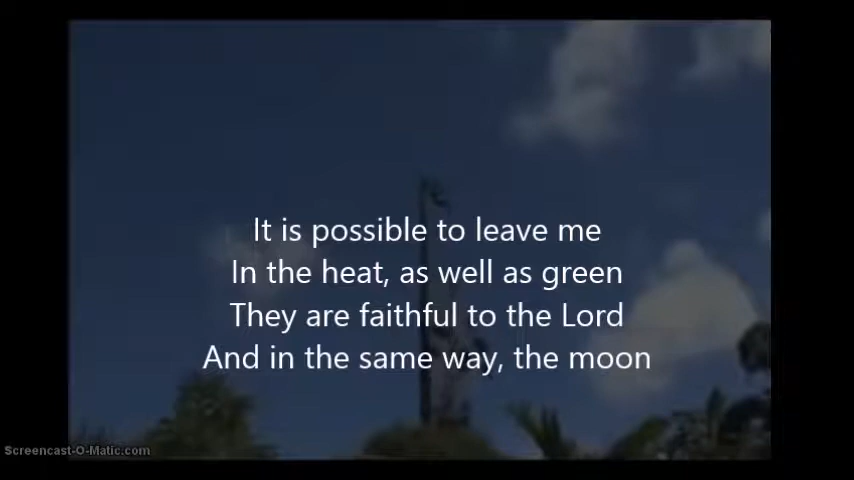 It is possible to leave me
In the heat, as well as green
They are faithful to the Lord
And in the same way, the moon
Screencast-O-Matic.com